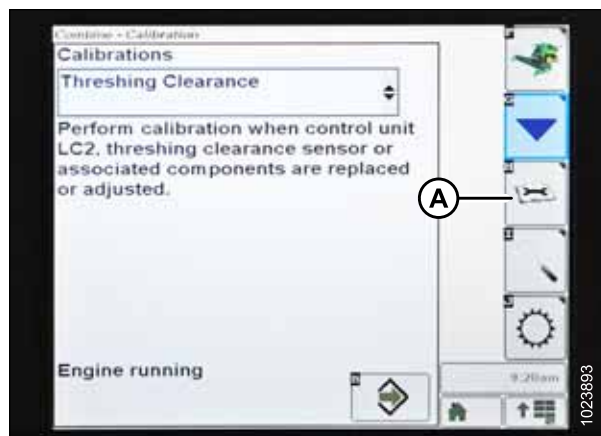 Combine - Calibration
Calibrations
Threshing Clearance
Perform calibration when control unit
LC2, threshing clearance sensor or
associated components are replaced
or adjusted.
A
Engine running
9:20am
1023893